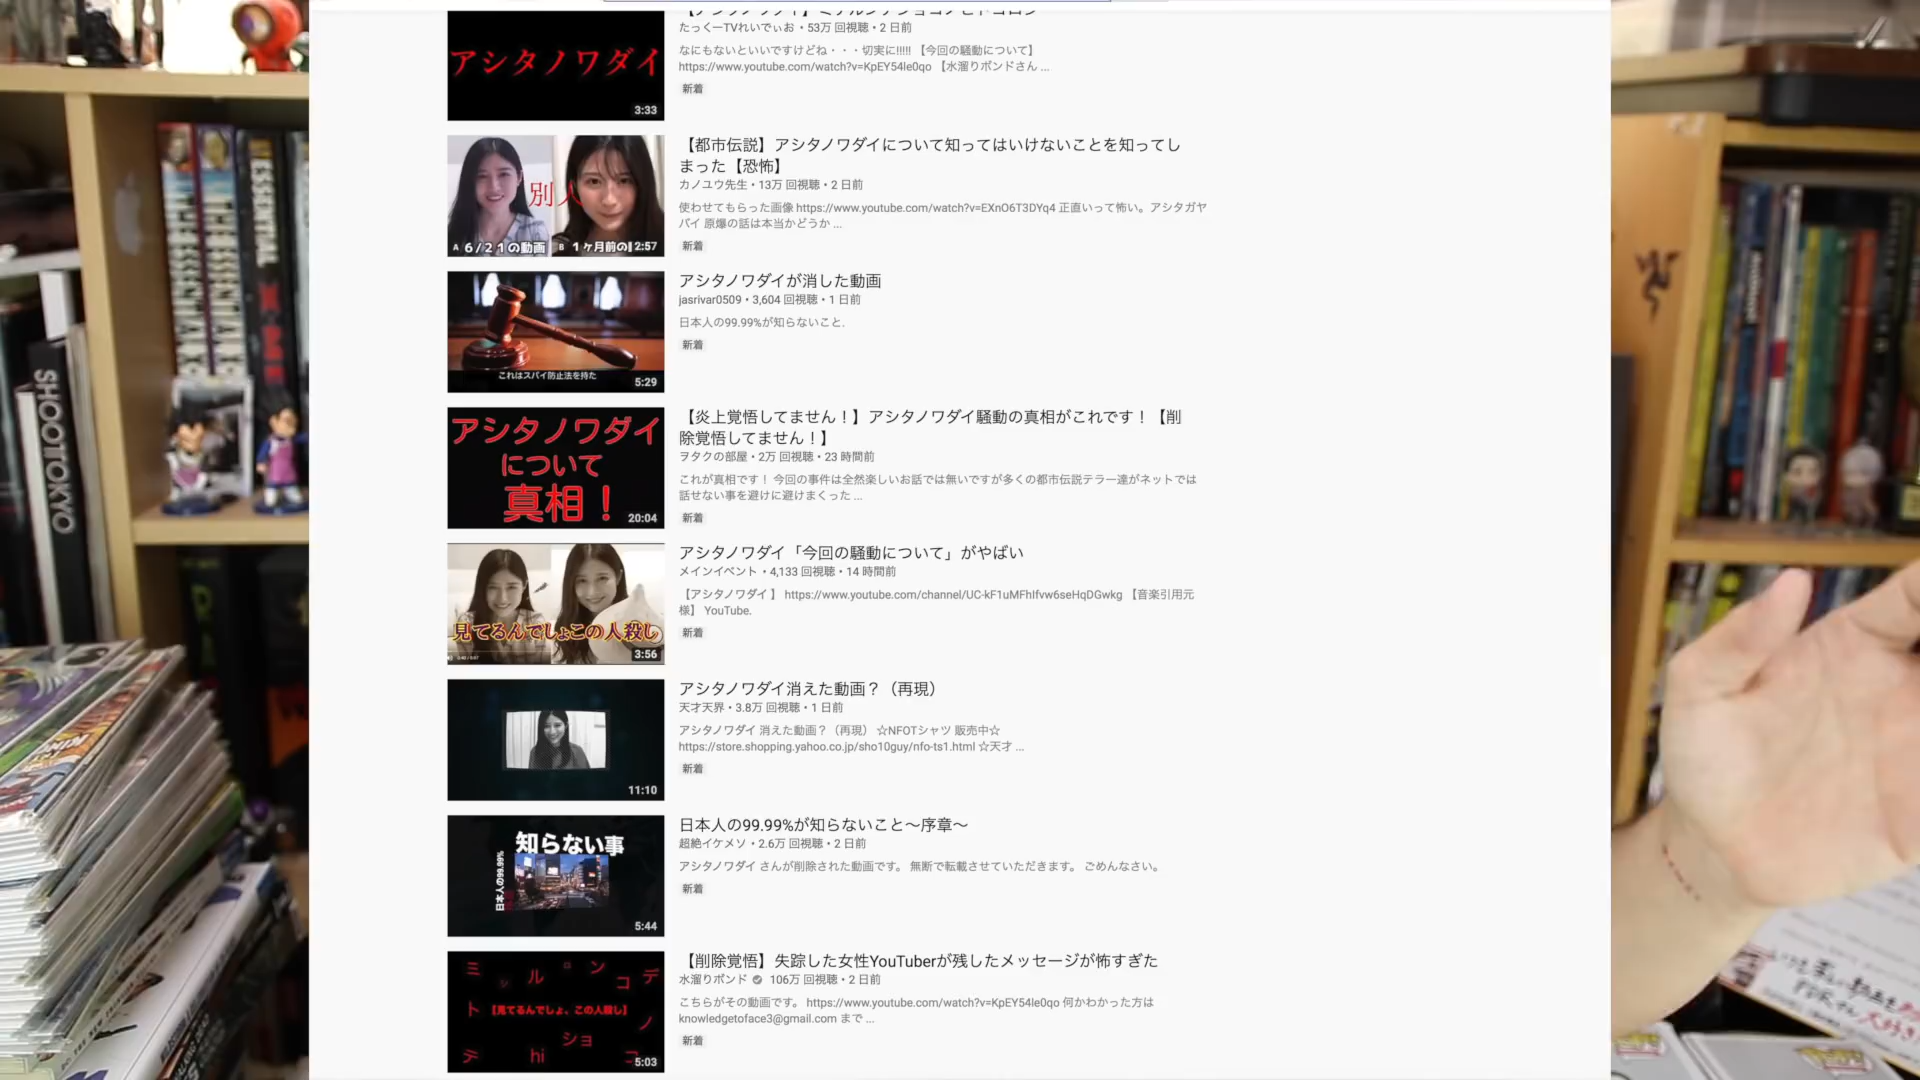 アシタノワダイ
3:33
たっくーTVれいでぃお・53万 回視聴・2 日前
なにもないといいですけどね・・・切実に!!!!! 【今回の騒動について】
https://www.youtube.com/watch?v=KpEY54le0qo 【水溜りボンドさん ...
新着
別人
A 6/21の動画
B 1ヶ月前の
2:57
【都市伝説】アシタノワダイについて知ってはいけないことを知ってし
まった【恐怖】
カノユウ先生・13万 回視聴・2 日前
使わせてもらった画像 https://www.youtube.com/watch?v=EXnO6T3DYq4 正直いって怖い。アシタガヤ
バイ 原爆の話は本当かどうか ...
新着
これはスパイ防止法を持た
5:29
アシタノワダイが消した動画
jasrivar0509・3,604 回視聴・1 日前
日本人の99.99%が知らないこと.
新着
アシタノワダイ
について
真相！
20:04
【炎上覚悟してません！】アシタノワダイ騒動の真相がこれです！【削
除覚悟してません！】
ヲタクの部屋・2万 回視聴・23 時間前
これが真相です！ 今回の事件は全然楽しいお話では無いですが多くの都市伝説テラー達がネットでは
話せない事を避けに避けまくった ...
新着
見てるんでしょこの人殺し
3:56
アシタノワダイ「今回の騒動について」がやばい
メインイベント・4,133 回視聴・14 時間前
【アシタノワダイ 】 https://www.youtube.com/channel/UC-kF1uMFhIfvw6seHqDGwkg 【音楽引用元
様】 YouTube.
新着
11:10
アシタノワダイ消えた動画？（再現）
天才天界・3.8万 回視聴・1 日前
アシタノワダイ 消えた動画？（再現） ☆NFOTシャツ 販売中☆
https://store.shopping.yahoo.co.jp/sho10guy/nfo-ts1.html ☆天才 ...
新着
知らない事
日本人の99.99%
5:44
日本人の99.99%が知らないこと〜序章〜
超絶イケメソ・2.6万 回視聴・2 日前
アシタノワダイ さんが削除された動画です。 無断で転載させていただきます。 ごめんなさい。
新着
ミ シ ル ロ ン コ デ
ト 【見てるんでしょ、この人殺し】 ノ
ショ
テ hi コ
5:03
【削除覚悟】失踪した女性YouTuberが残したメッセージが怖すぎた
水溜りボンド 106万 回視聴・2 日前
こちらがその動画です。 https://www.youtube.com/watch?v=KpEY54le0qo 何かわかった方は
knowledgetoface3@gmail.com まで ...
新着
SHOOTOKYO
ESSENTIAL
X-MEN
大好き